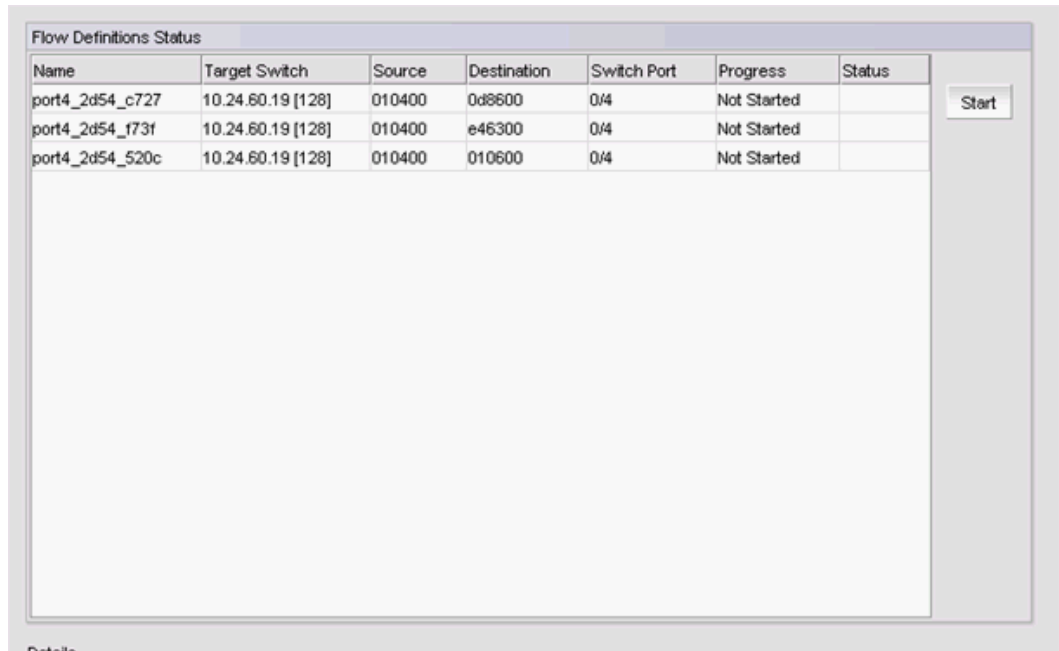 Flow Definitions Status
Name Target Switch Source Destination Switch Port Progress Status
port4_2d54_c727 10.24.60.19 [128] 010400 0d8600 0/4 Not Started
Start
port4_2d54_f73f 10.24.60.19 [128] 010400 e46300 0/4 Not Started
port4_2d54_520c 10.24.60.19 [128] 010400 010600 0/4 Not Started
Details